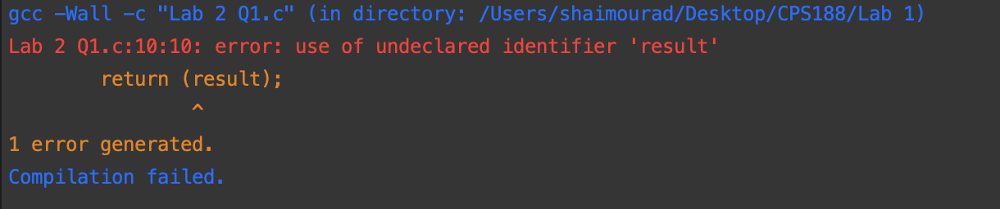 gcc -Wall -c "Lab 2 Q1.c" (in directory: /Users/shaimourad/Desktop/CPS188/Lab 1)
Lab 2 Q1.c:10:10: error: use of undeclared identifier 'result'
        return (result);
                ^
1 error generated.
Compilation failed.